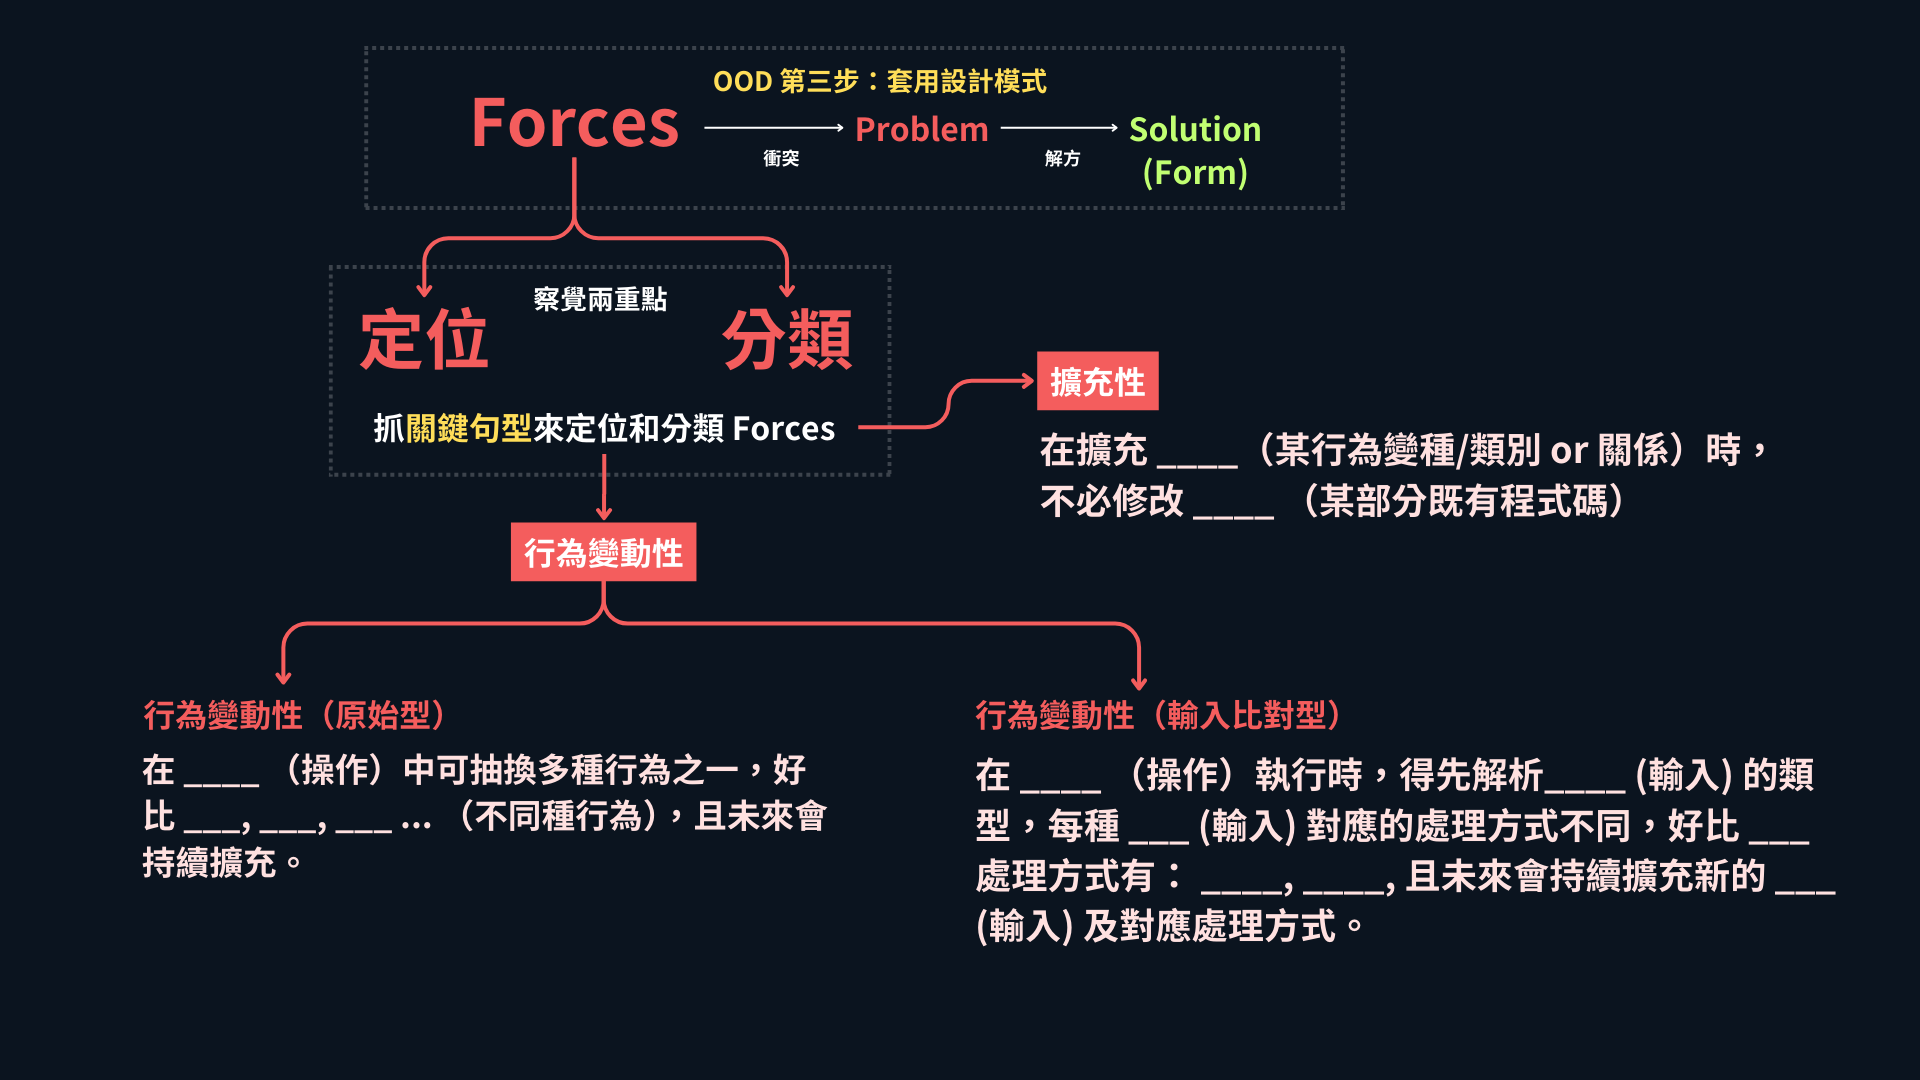 OOD 第三步：套用設計模式
Forces
Problem
Solution
(Form)
衝突
解方
察覺兩重點
定位
分類
抓關鍵句型來定位和分類 Forces
擴充性
在擴充 ____（某行為變種/類別 or 關係）時，
不必修改 ____ （某部分既有程式碼）
行為變動性
行為變動性（原始型）
在 ____ （操作）中可抽換多種行為之一，好
比 ___, ___, ___ ... （不同種行為），且未來會
持續擴充。
行為變動性（輸入比對型）
在 ____ （操作）執行時，得先解析____ (輸入) 的類
型，每種 ___ (輸入) 對應的處理方式不同，好比 ___
處理方式有： ____, ____, 且未來會持續擴充新的 ___
(輸入) 及對應處理方式。